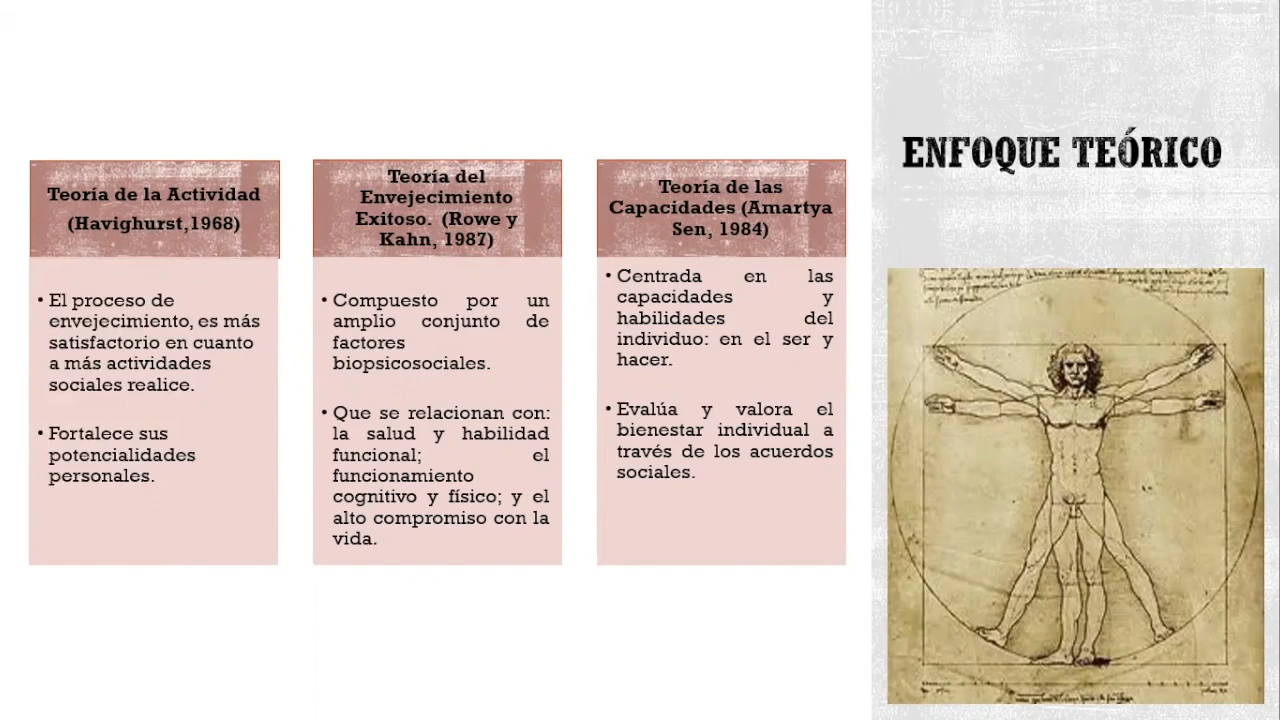 ENFOQUE TEÓRICO
Teoría de la Actividad
(Havighurst,1968)
• El proceso de
envejecimiento, es más
satisfactorio en cuanto
a más actividades
sociales realice.
• Fortalece sus
potencialidades
personales.
Teoría del
Envejecimiento
Exitoso. (Rowe y
Kahn, 1987)
• Compuesto por un
amplio conjunto de
factores
biopsicosociales.
• Que se relacionan con:
la salud y habilidad
funcional; el
funcionamiento
cognitivo y físico; y el
alto compromiso con la
vida.
Teoría de las
Capacidades (Amartya
Sen, 1984)
• Centrada en las
capacidades y
habilidades del
individuo: en el ser y
hacer.
• Evalúa y valora el
bienestar individual a
través de los acuerdos
sociales.